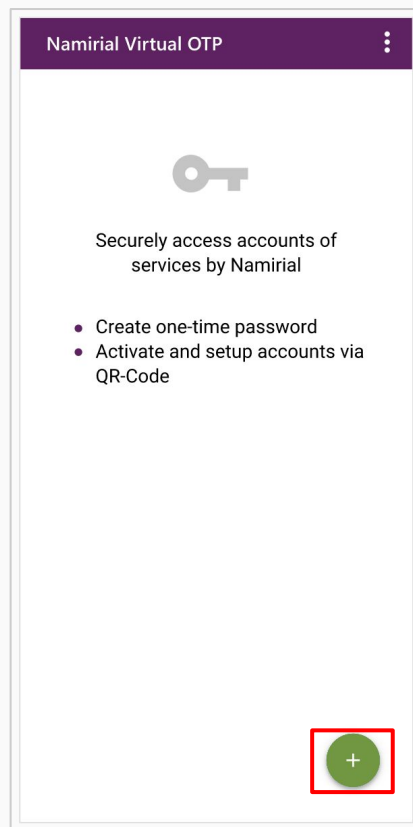 Namirial Virtual OTP
Securely access accounts of
services by Namirial
• Create one-time password
• Activate and setup accounts via
QR-Code
+